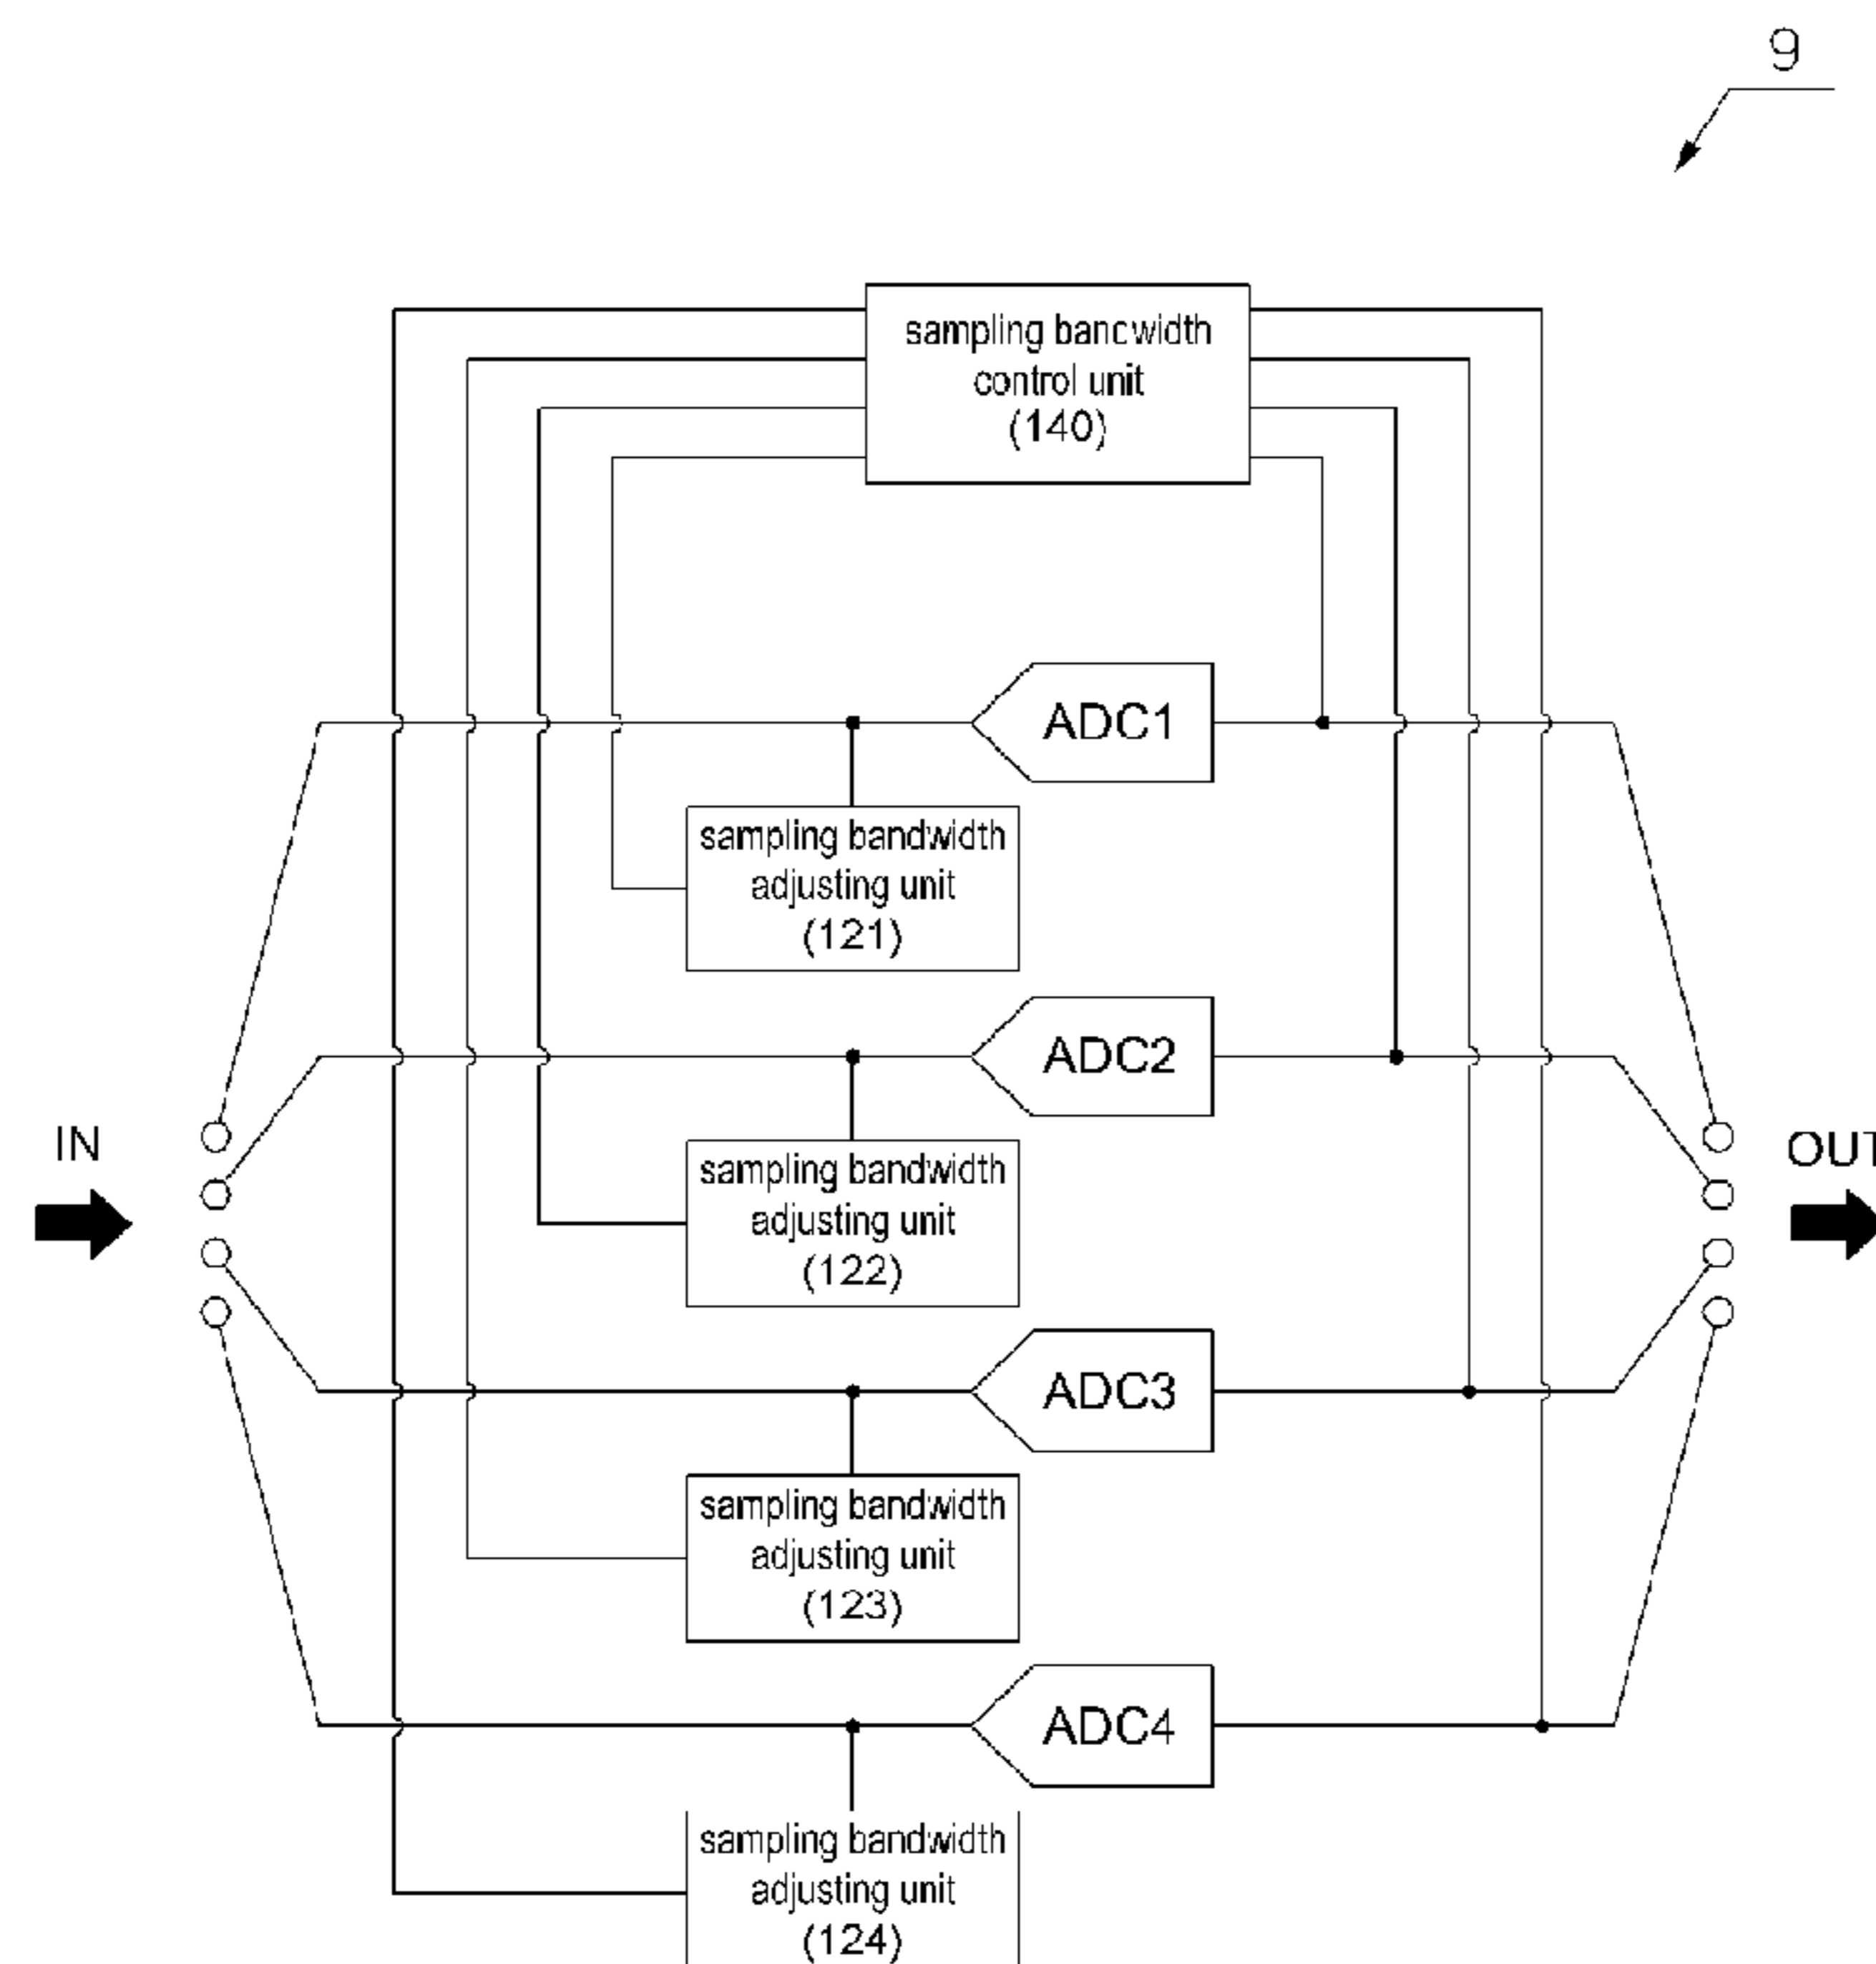 9
sampling bancwidth
control unit
(140)
ADC1
sampling bandwidth
adjusting unit
(121)
ADC2
IN
OUT
sampling bandwidth
adjusting unit
(122)
ADC3
sampling bandwidth
adjusting unit
(123)
ADC4
sampling bandwidth
adjusting unit
(124)